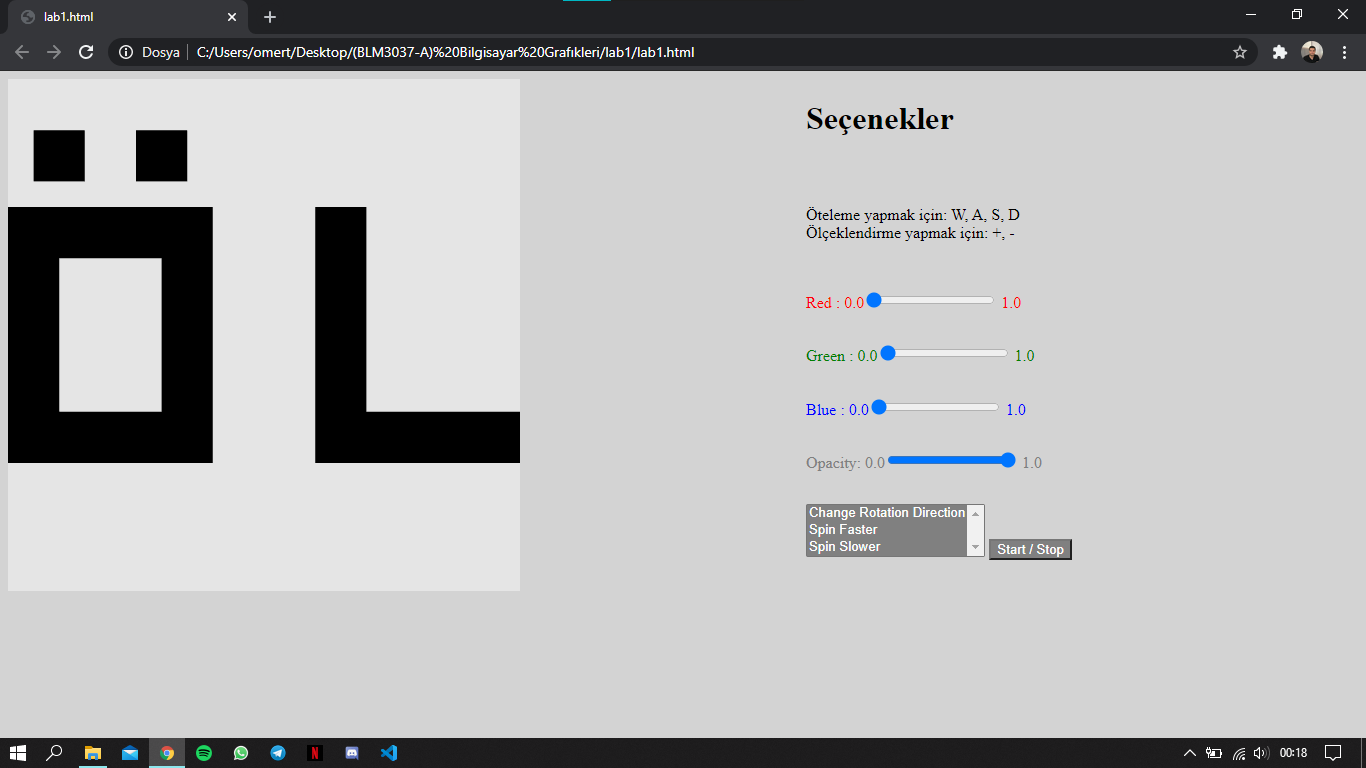 lab1.html
Dosya
C:/Users/omert/Desktop/(BLM3037-A)%20Bilgisayar%20Grafıkleri/lab1/lab1.html
ÖL
Seçenekler
Öteleme yapmak için: W, A, S, D
Ölçeklendirme yapmak için: +, -
Red : 0.0 1.0
Green : 0.0 1.0
Blue : 0.0 1.0
Opacity: 0.0 1.0
Change Rotation Direction
Spin Faster
Spin Slower
Start / Stop
N
00:18